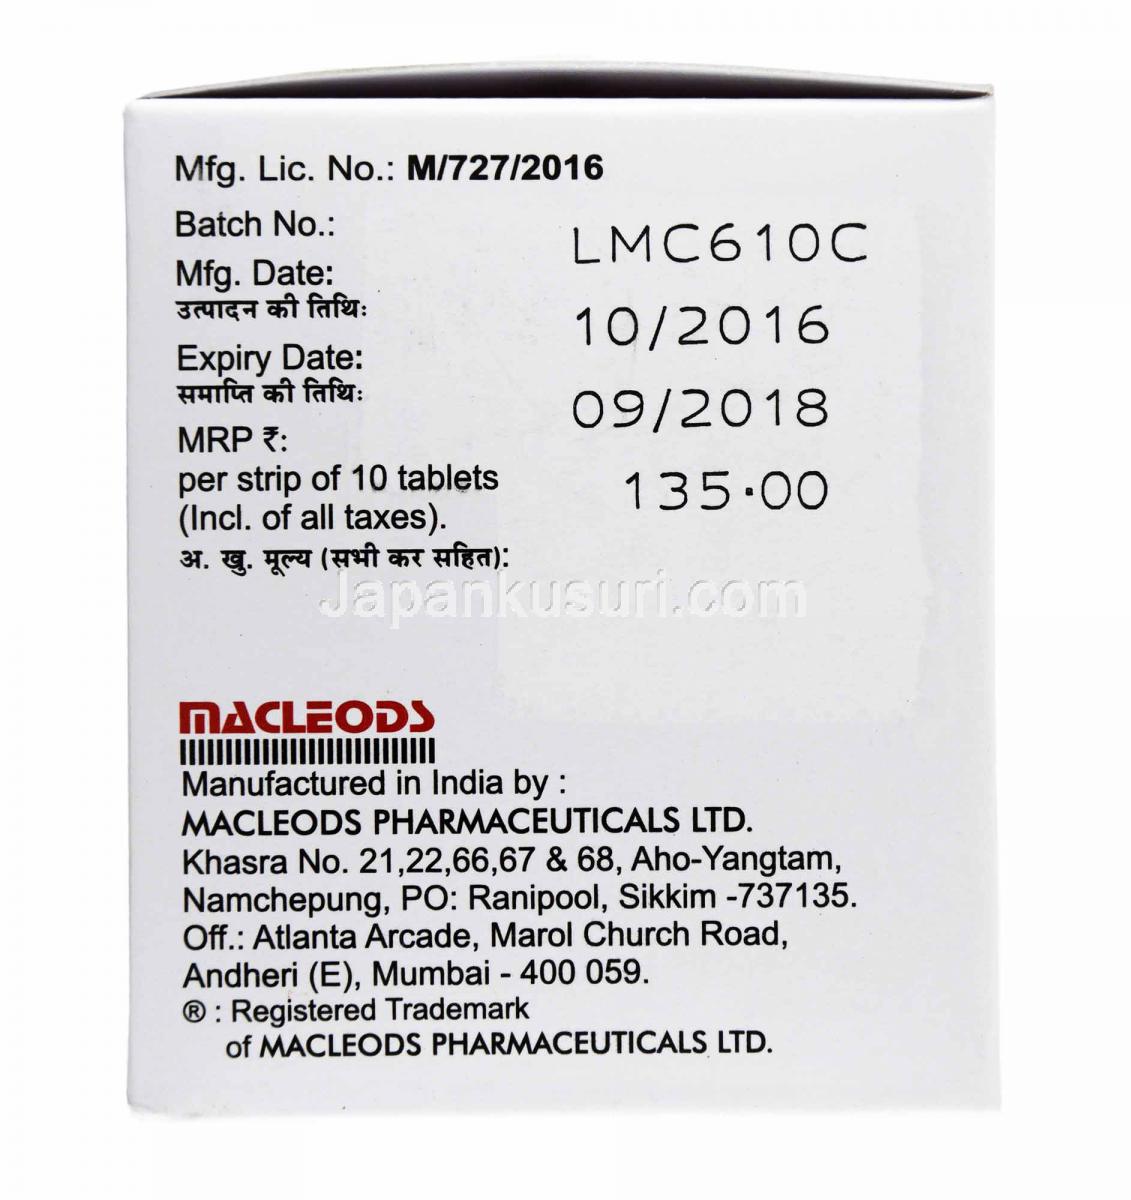 Mfg. Lic. No.: M/727/2016
Batch No.: LMC610C
Mfg. Date: 10/2016
उत्पादन की तिथिः
Expiry Date: 09/2018
समाप्ति की तिथिः
MRP ₹: 135.00
per strip of 10 tablets
(Incl. of all taxes).
अ. खु. मूल्य (सभी कर सहित):
Japankusuri.com
MACLEODS
Manufactured in India by :
MACLEODS PHARMACEUTICALS LTD.
Khasra No. 21,22,66,67 & 68, Aho-Yangtam,
Namchepung, PO: Ranipool, Sikkim -737135.
Off.: Atlanta Arcade, Marol Church Road,
Andheri (E), Mumbai - 400 059.
® : Registered Trademark
of MACLEODS PHARMACEUTICALS LTD.